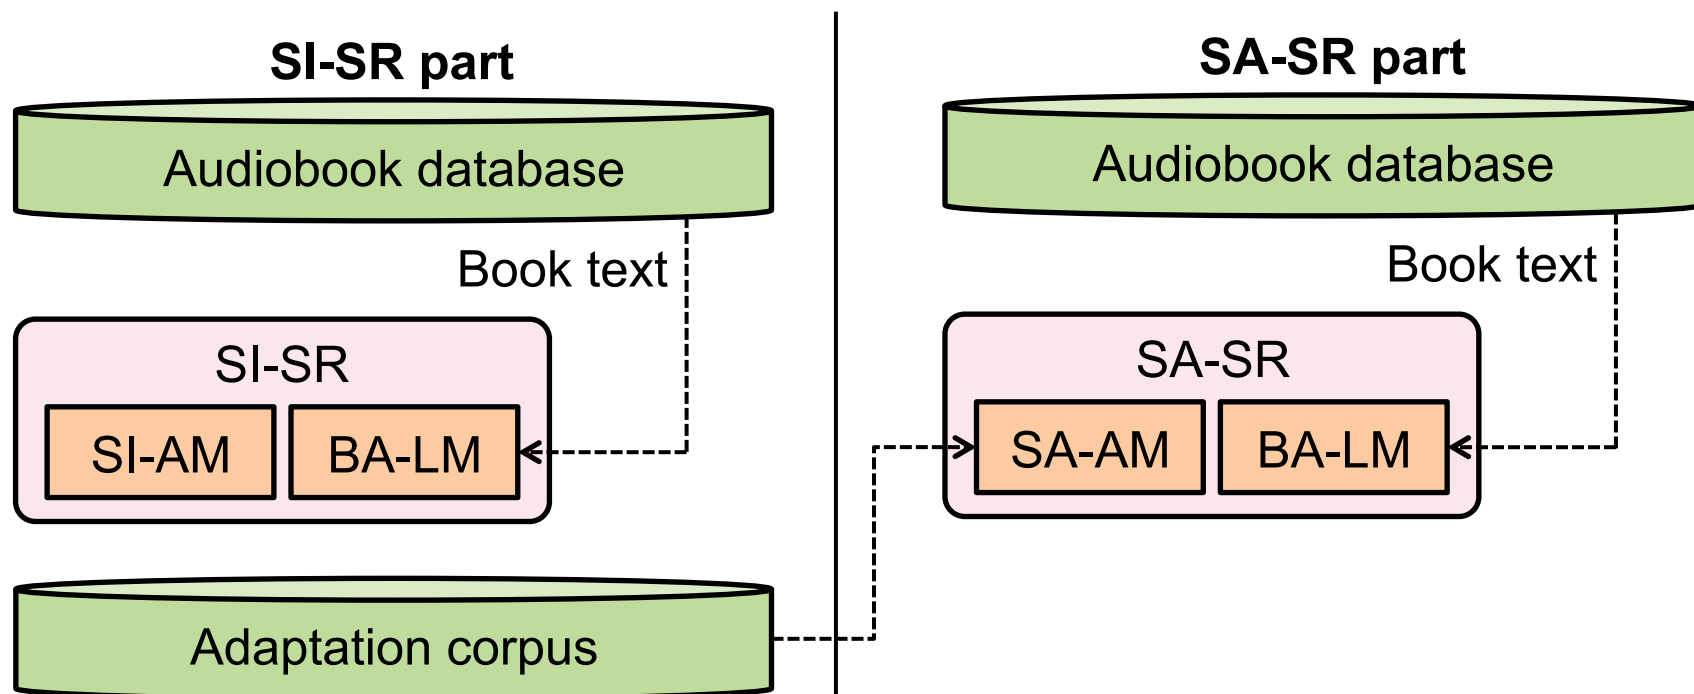 SI-SR part
Audiobook database
Book text
SI-SR
SI-AM
BA-LM
Adaptation corpus
SA-SR part
Audiobook database
Book text
SA-SR
SA-AM
BA-LM